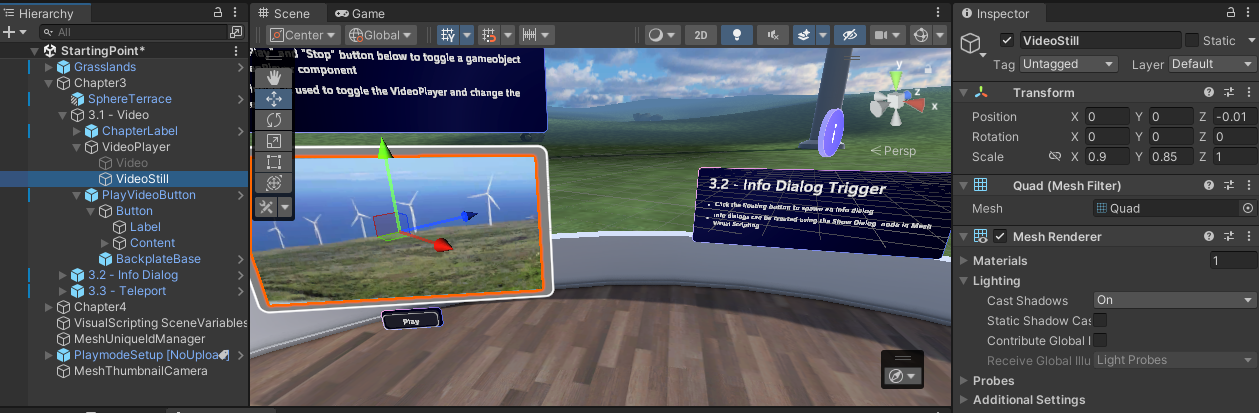 Hierarchy
All
StartingPoint*
Grasslands
Chapter3
SphereTerrace
3.1 - Video
ChapterLabel
VideoPlayer
Video
VideoStill
PlayVideoButton
Button
Label
Content
BackplateBase
3.2 - Info Dialog
3.3 - Teleport
Chapter4
VisualScripting SceneVariables
MeshUniqueIdManager
PlaymodeSetup [NoUploa
MeshThumbnailCamera
Scene
Game
Center
Global
2D
and "Stop" button below to toggle a gameobject
component
used to toggle the VideoPlayer and change the
Play
y
z
x
Persp
3.2 - Info Dialog Trigger
• Click the floating button to spawn an info dialog
• Info dialogs can be created using the Show Dialog node in Mesh
Visual Scripting
Inspector
VideoStill
Static
Tag Untagged Layer Default
Transform
Position X 0 Y 0 Z -0.01
Rotation X 0 Y 0 Z 0
Scale X 0.9 Y 0.85 Z 1
Quad (Mesh Filter)
Mesh Quad
Mesh Renderer
Materials 1
Lighting
Cast Shadows On
Static Shadow Cas
Contribute Global I
Receive Global Illu Light Probes
Probes
Additional Settings